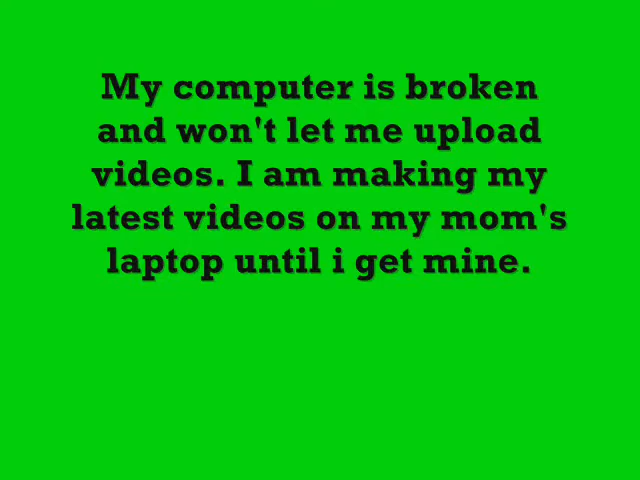 My computer is broken
and won't let me upload
videos. I am making my
latest videos on my mom's
laptop until i get mine.